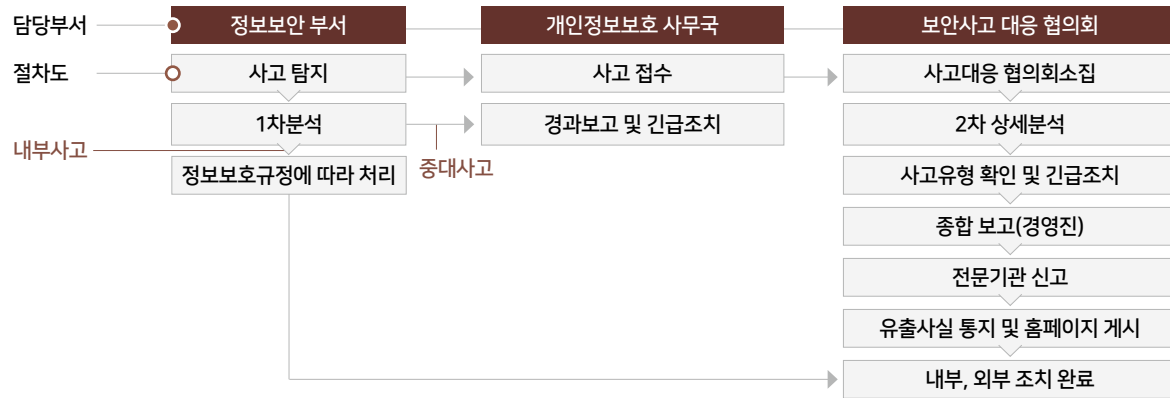 담당부서
정보보안 부서
개인정보보호 사무국
보안사고 대응 협의회
절차도
사고 탐지
사고 접수
사고대응 협의회소집
1차분석
경과보고 및 긴급조치
2차 상세분석
내부사고
중대사고
정보보호규정에 따라 처리
사고유형 확인 및 긴급조치
종합 보고(경영진)
전문기관 신고
유출사실 통지 및 홈페이지 게시
내부, 외부 조치 완료